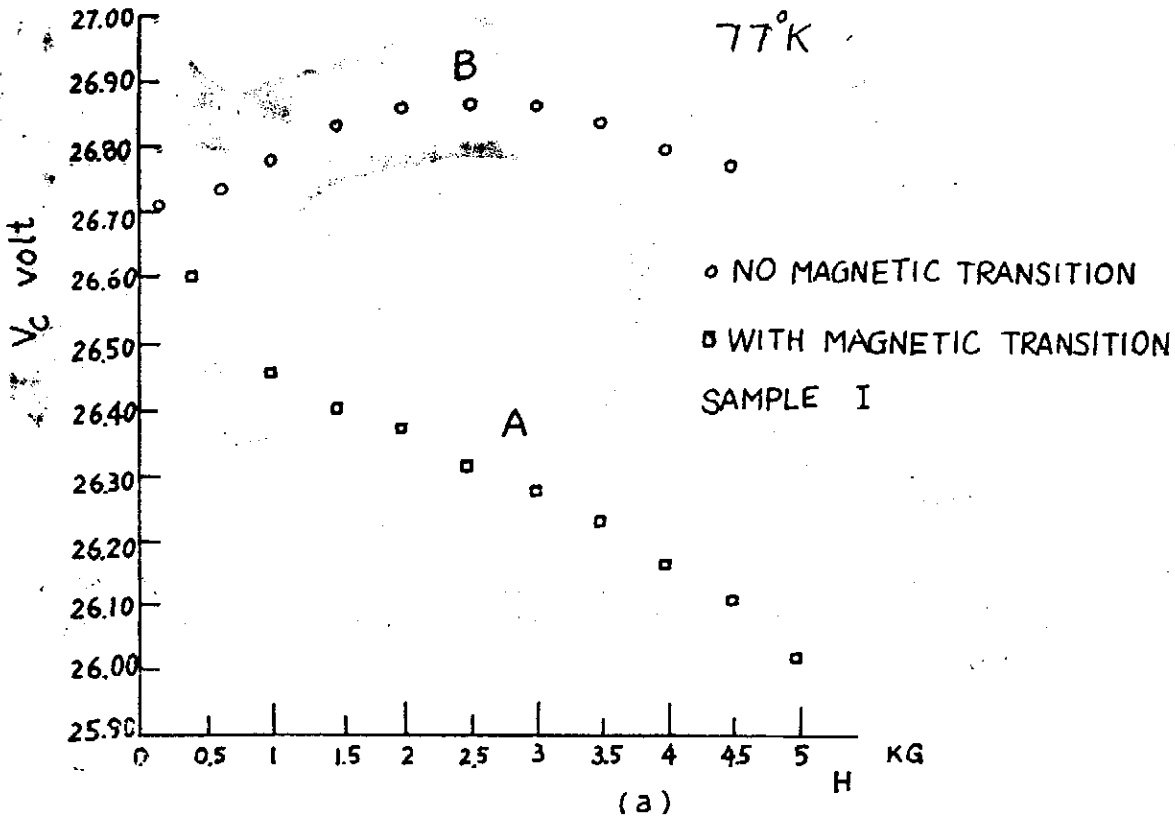 77°K
27.00
26.90
26.80
26.70
26.60
26.50
26.40
26.30
26.20
26.10
26.00
25.90
Vc volt
B
A
o NO MAGNETIC TRANSITION
□ WITH MAGNETIC TRANSITION
SAMPLE I
0 0.5 1 1.5 2 2.5 3 3.5 4 4.5 5 KG
H
(a)